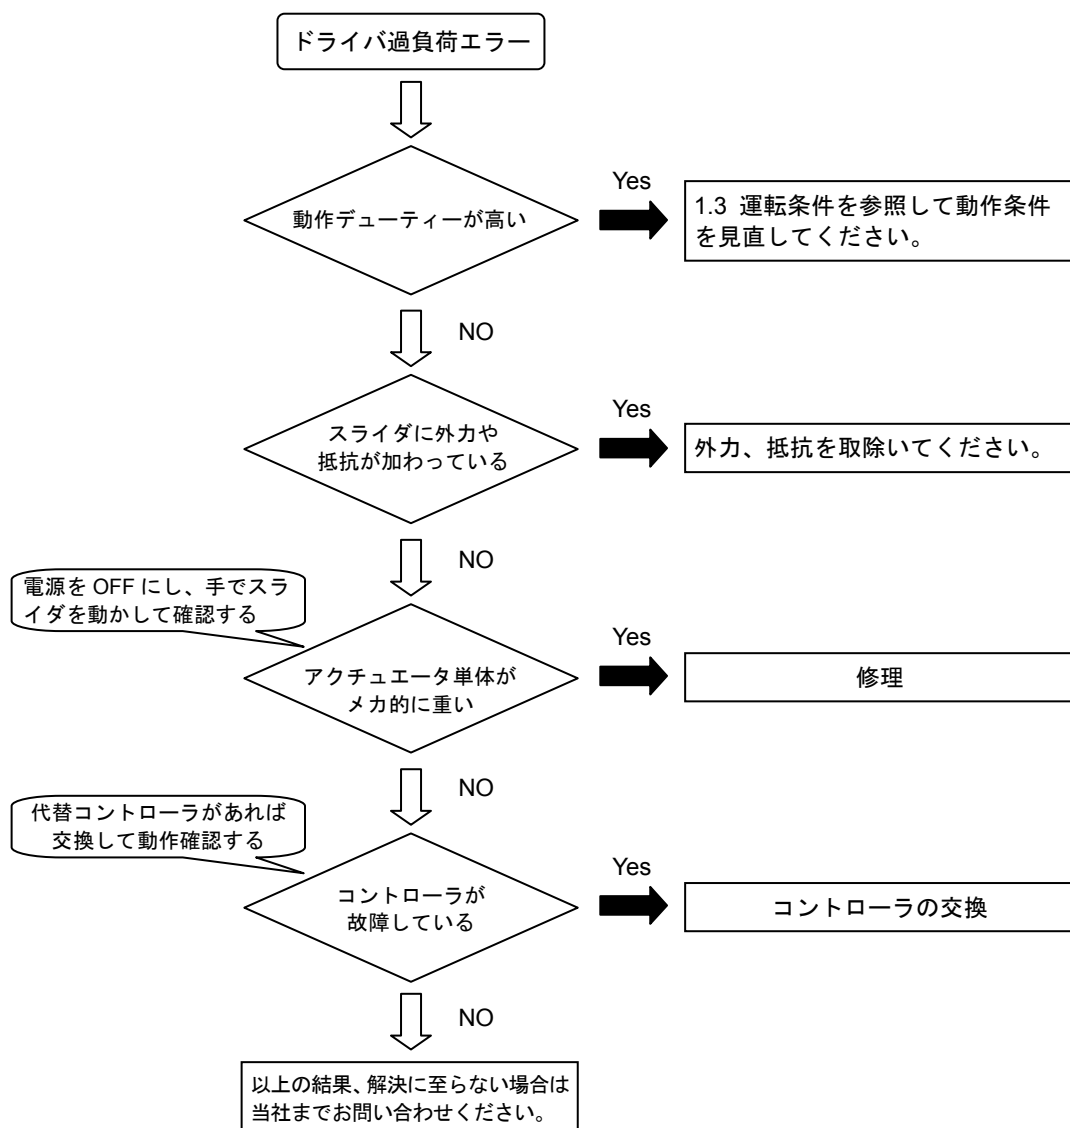 ドライバ過負荷エラー
動作デューティーが高い
Yes
1.3 運転条件を参照して動作条件
を見直してください。
NO
スライダに外力や
抵抗が加わっている
Yes
外力、抵抗を取除いてください。
NO
電源を OFF にし、手でスラ
イダを動かして確認する
アクチュエータ単体が
メカ的に重い
Yes
修理
NO
代替コントローラがあれば
交換して動作確認する
コントローラが
故障している
Yes
コントローラの交換
NO
以上の結果、解決に至らない場合は
当社までお問い合わせください。